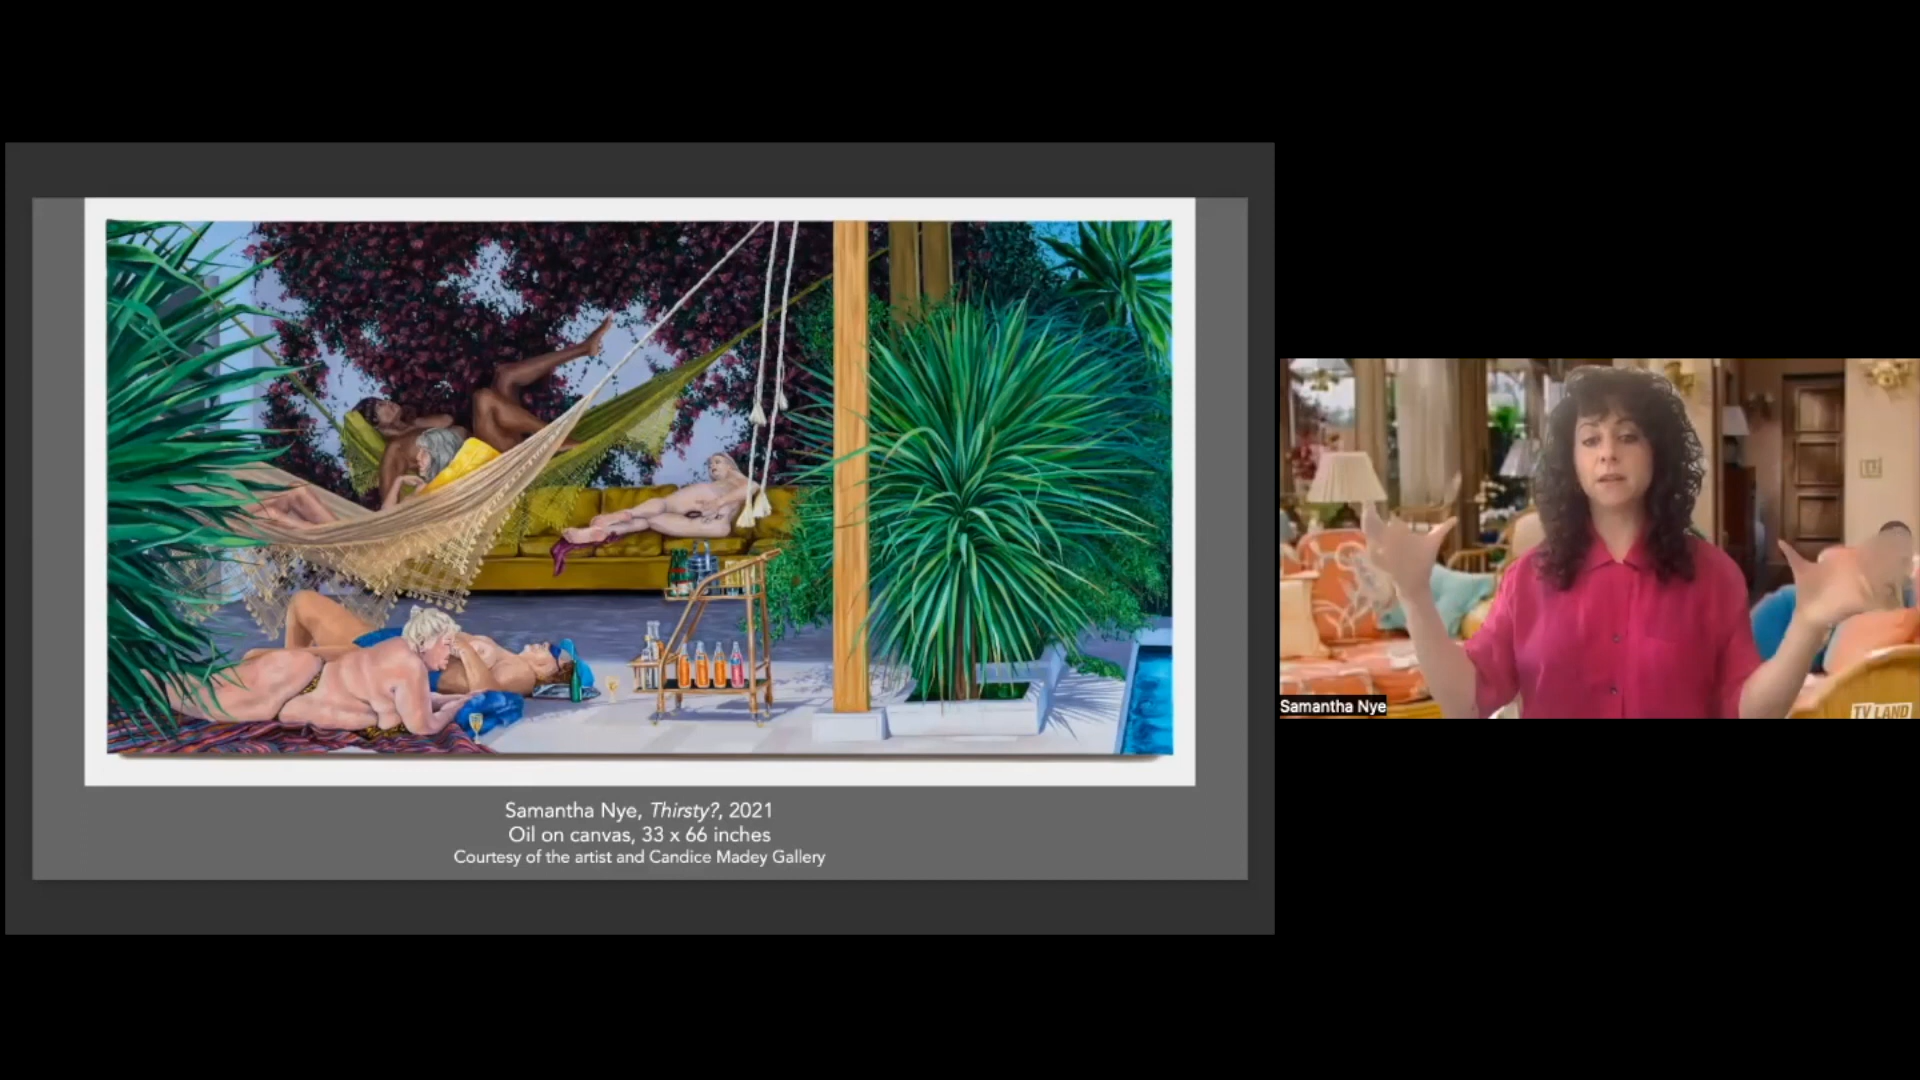 Samantha Nye, Thirsty?, 2021
Oil on canvas, 33 x 66 inches
Courtesy of the artist and Candice Madey Gallery
Samantha Nye
TV LAND